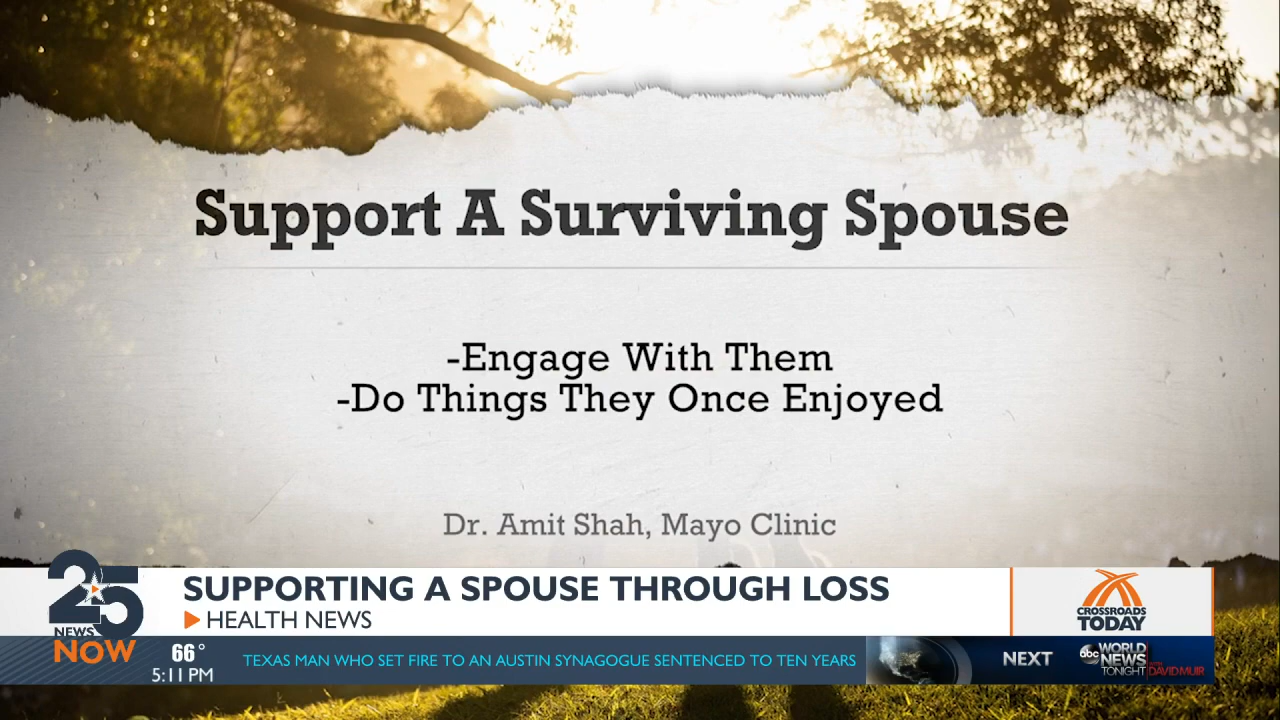 Support A Surviving Spouse
-Engage With Them
-Do Things They Once Enjoyed
Dr. Amit Shah, Mayo Clinic
25
NEWS
NOW
SUPPORTING A SPOUSE THROUGH LOSS
HEALTH NEWS
CROSSROADS
TODAY
66°
5:11 PM
TEXAS MAN WHO SET FIRE TO AN AUSTIN SYNAGOGUE SENTENCED TO TEN YEARS
NEXT
abc WORLD
NEWS
TONIGHT WITH DAVID MUIR